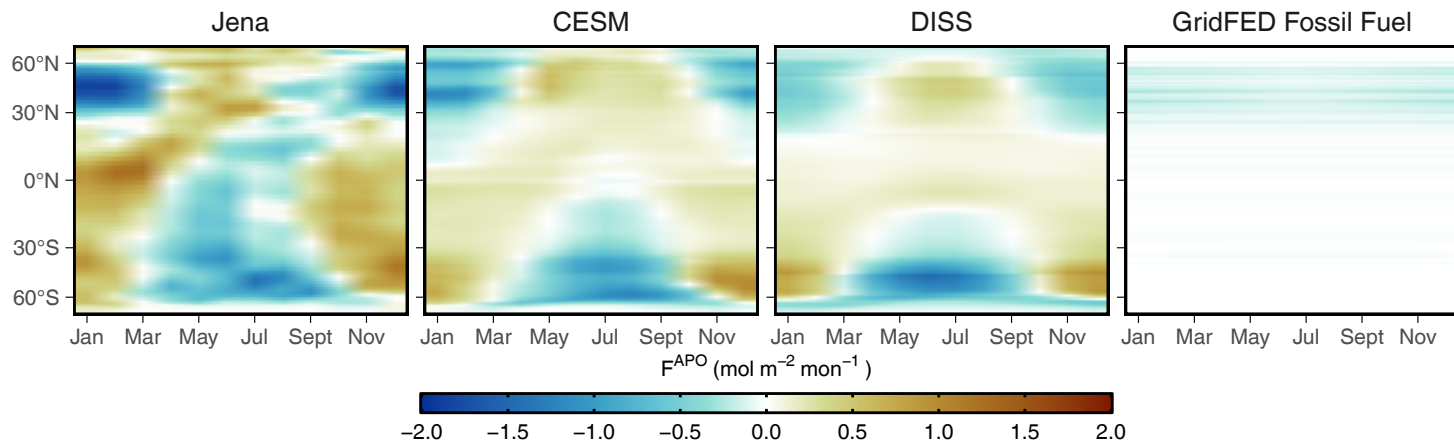 Jena CESM DISS GridFED Fossil Fuel
60°N
30°N
0°N
30°S
60°S
Jan Mar May Jul Sept Nov Jan Mar May Jul Sept Nov Jan Mar May Jul Sept Nov Jan Mar May Jul Sept Nov
F^APO (mol m⁻² mon⁻¹ )
−2.0 −1.5 −1.0 −0.5 0.0 0.5 1.0 1.5 2.0